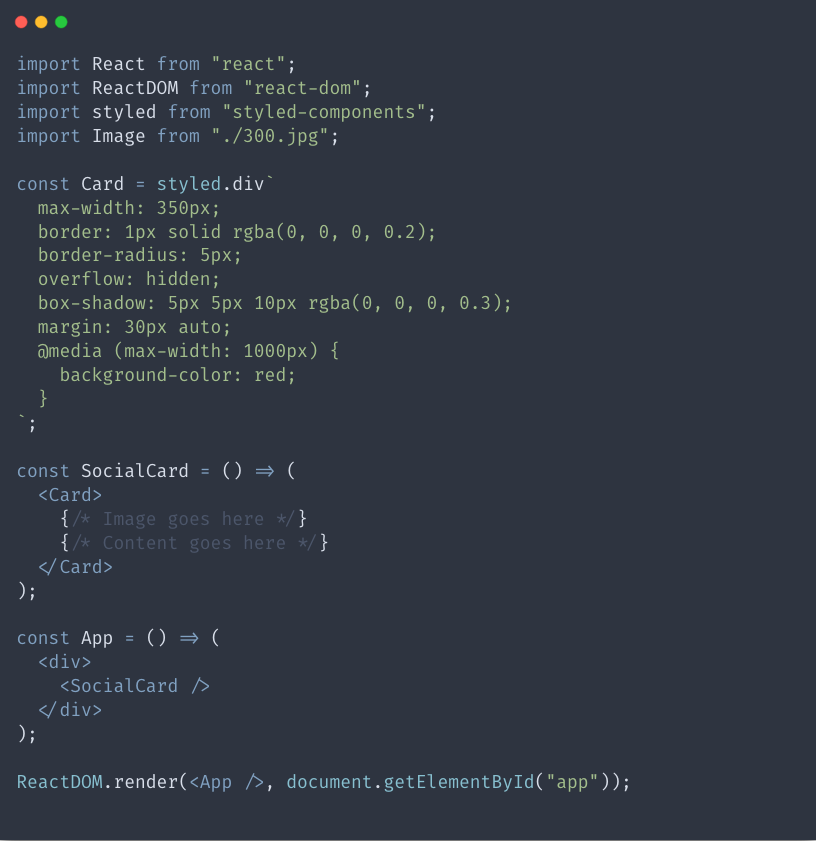 import React from "react";
import ReactDOM from "react-dom";
import styled from "styled-components";
import Image from "./300.jpg";

const Card = styled.div`
  max-width: 350px;
  border: 1px solid rgba(0, 0, 0, 0.2);
  border-radius: 5px;
  overflow: hidden;
  box-shadow: 5px 5px 10px rgba(0, 0, 0, 0.3);
  margin: 30px auto;
  @media (max-width: 1000px) {
    background-color: red;
  }
`;

const SocialCard = () => (
  <Card>
    {/* Image goes here */}
    {/* Content goes here */}
  </Card>
);

const App = () => (
  <div>
    <SocialCard />
  </div>
);

ReactDOM.render(<App />, document.getElementById("app"));